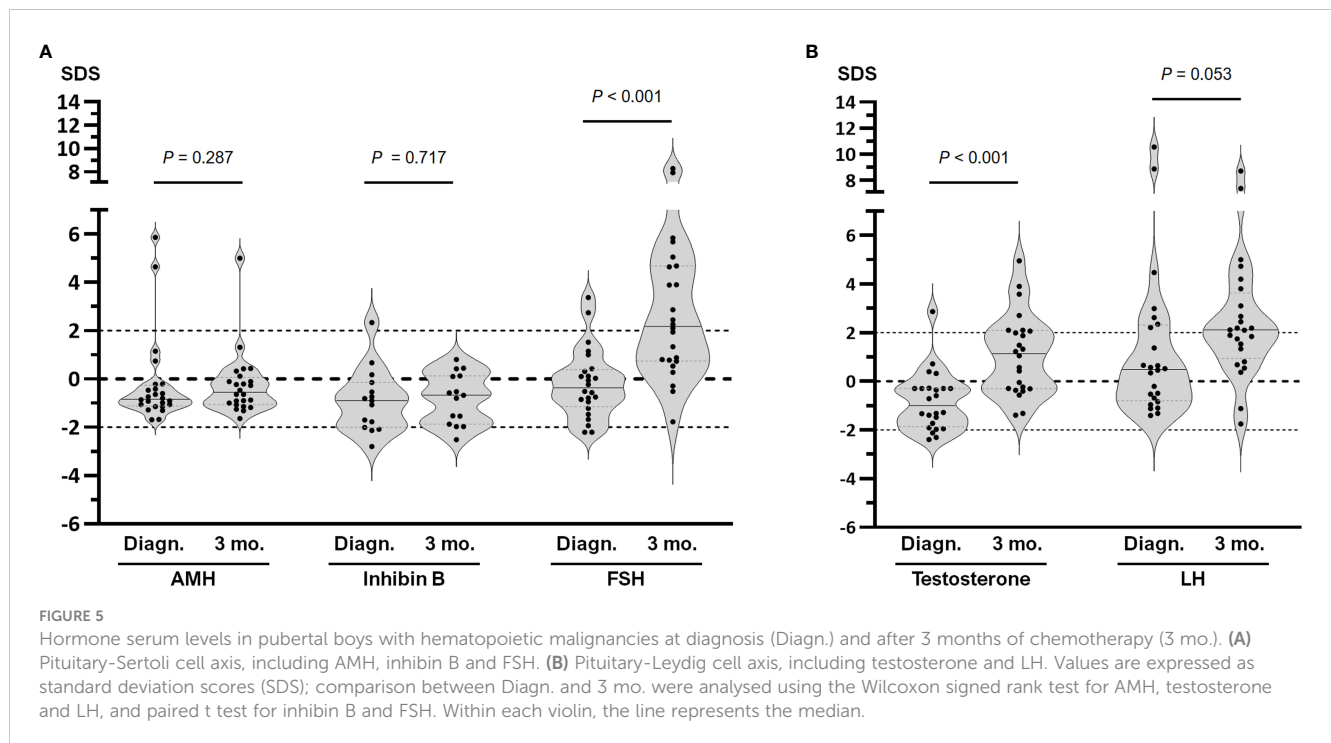 A
B
SDS
SDS
P < 0.001
P = 0.053
P = 0.287
P = 0.717
P < 0.001
14
12
10
8
6
4
2
0
-2
-4
-6
14
12
10
8
6
4
2
0
-2
-4
-6
Diagn. 3 mo. Diagn. 3 mo. Diagn. 3 mo.
AMH Inhibin B FSH
Diagn. 3 mo. Diagn. 3 mo.
Testosterone LH
FIGURE 5
Hormone serum levels in pubertal boys with hematopoietic malignancies at diagnosis (Diagn.) and after 3 months of chemotherapy (3 mo.). (A)
Pituitary-Sertoli cell axis, including AMH, inhibin B and FSH. (B) Pituitary-Leydig cell axis, including testosterone and LH. Values are expressed as
standard deviation scores (SDS); comparison between Diagn. and 3 mo. were analysed using the Wilcoxon signed rank test for AMH, testosterone
and LH, and paired t test for inhibin B and FSH. Within each violin, the line represents the median.